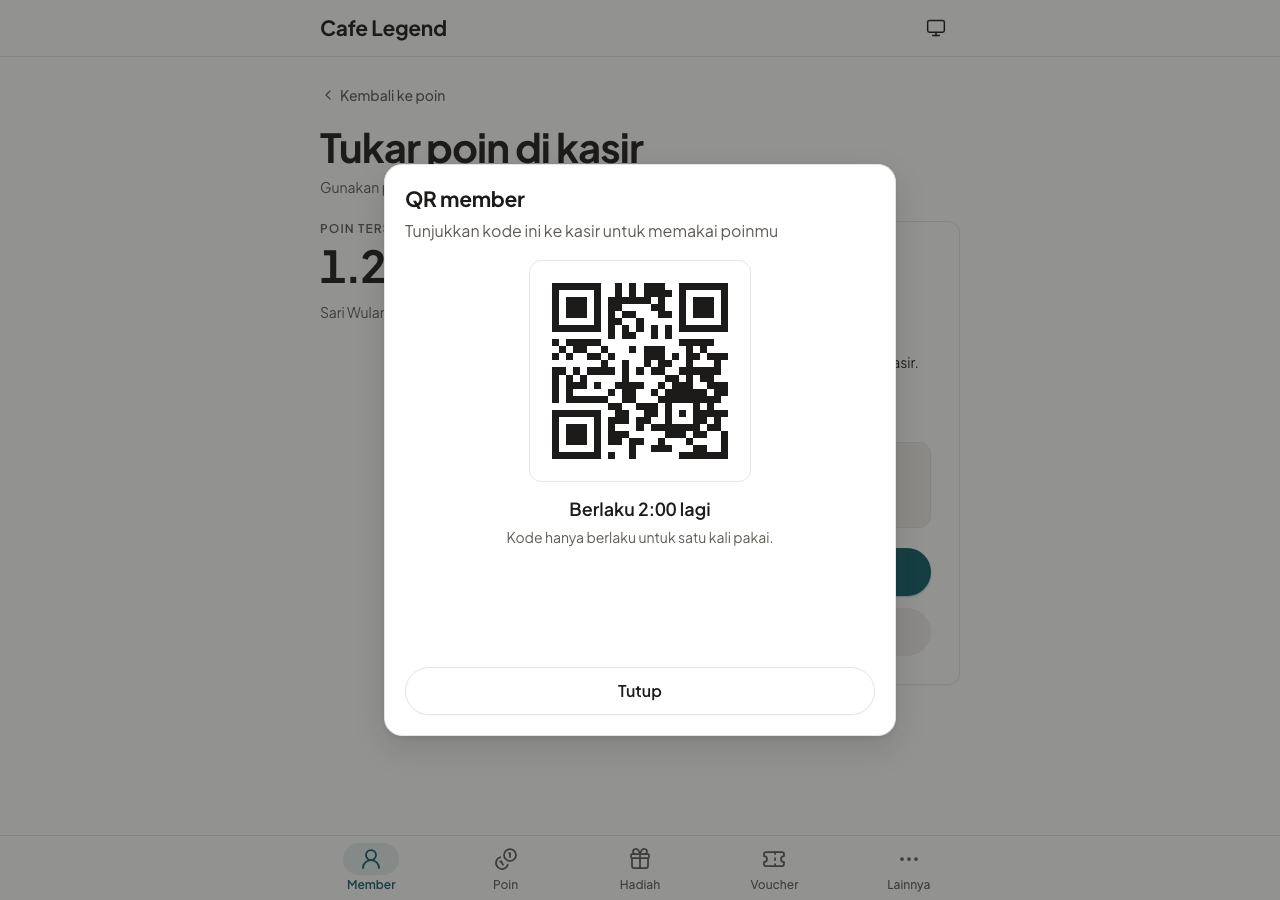 Cafe Legend
Kembali ke poin
Tukar poin di kasir
Gunakan
POIN
1.2
Sari
asir.
QR member
Tunjukkan kode ini ke kasir untuk memakai poinmu
Berlaku 2:00 lagi
Kode hanya berlaku untuk satu kali pakai.
Tutup
Member
Poin
Hadiah
Voucher
Lainnya